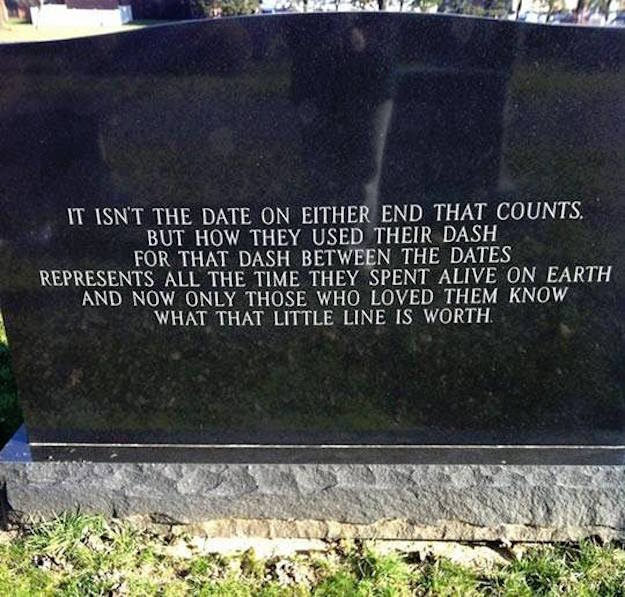 IT ISN'T THE DATE ON EITHER END THAT COUNTS.
BUT HOW THEY USED THEIR DASH
FOR THAT DASH BETWEEN THE DATES
REPRESENTS ALL THE TIME THEY SPENT ALIVE ON EARTH
AND NOW ONLY THOSE WHO LOVED THEM KNOW
WHAT THAT LITTLE LINE IS WORTH.